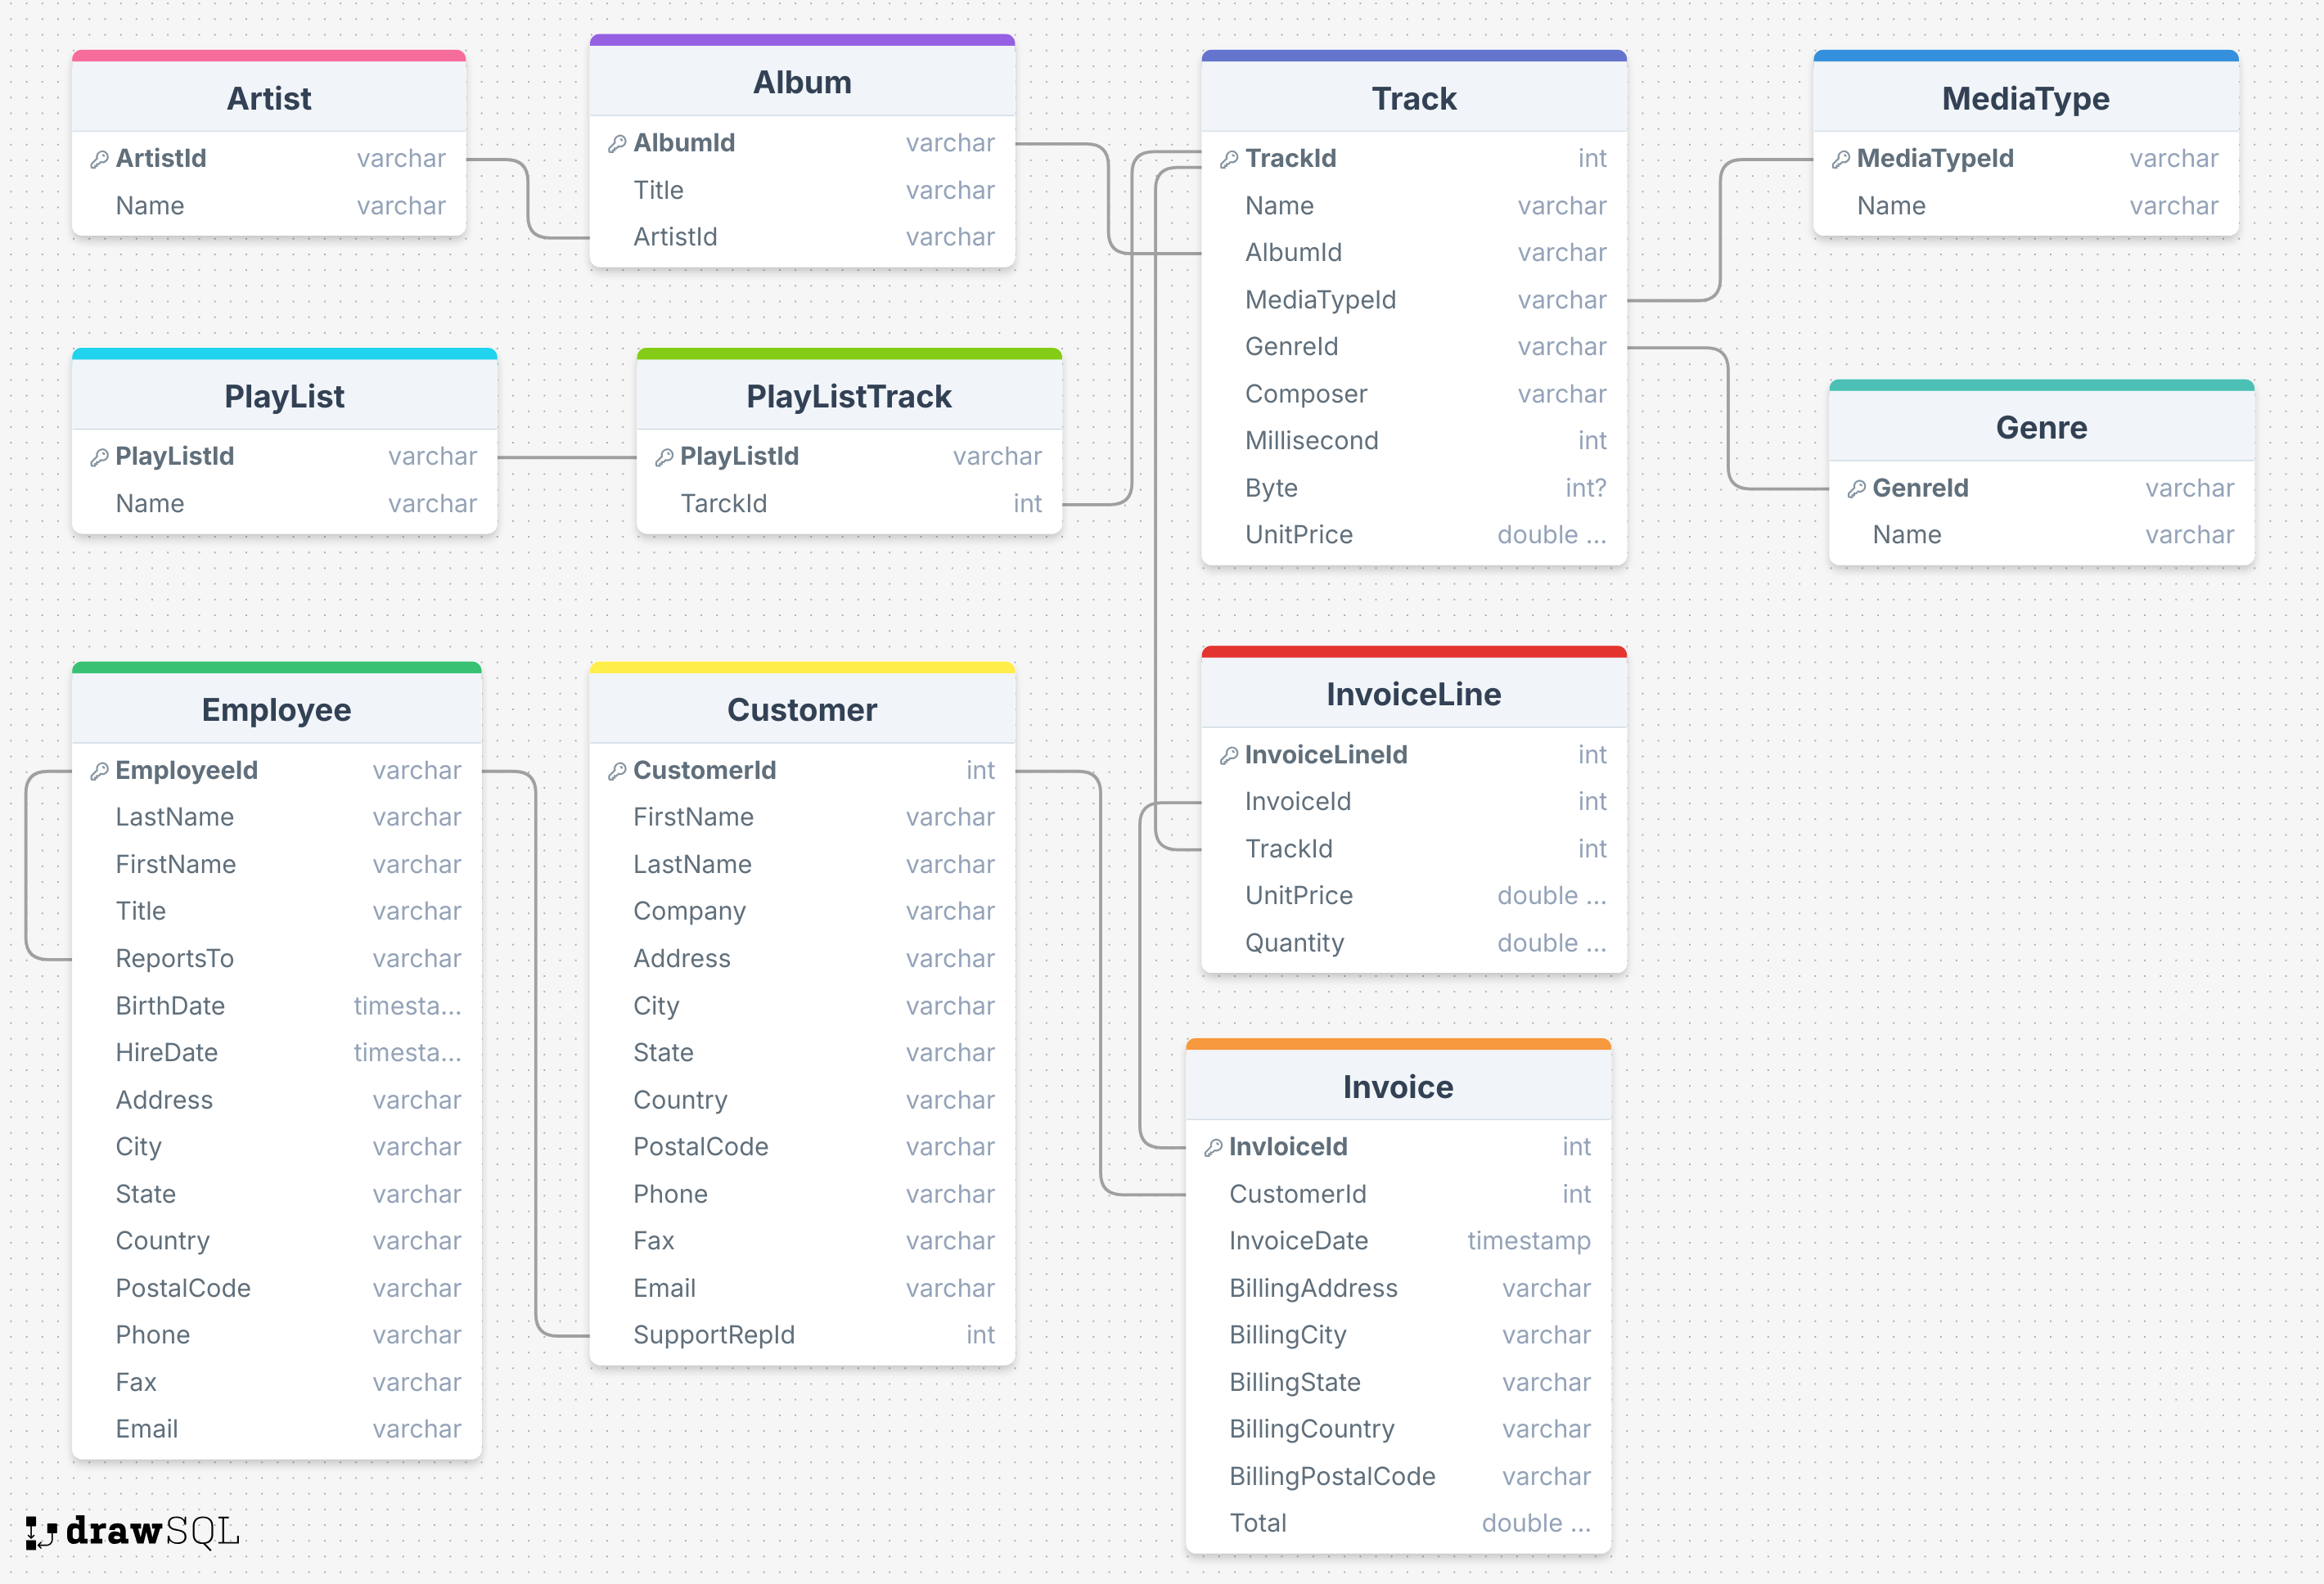 Artist
ArtistId varchar
Name varchar
Album
AlbumId varchar
Title varchar
ArtistId varchar
Track
TrackId int
Name varchar
AlbumId varchar
MediaTypeId varchar
GenreId varchar
Composer varchar
Millisecond int
Byte int?
UnitPrice double ...
MediaType
MediaTypeId varchar
Name varchar
PlayList
PlayListId varchar
Name varchar
PlayListTrack
PlayListId varchar
TarckId int
Genre
GenreId varchar
Name varchar
Employee
EmployeeId varchar
LastName varchar
FirstName varchar
Title varchar
ReportsTo varchar
BirthDate timesta...
HireDate timesta...
Address varchar
City varchar
State varchar
Country varchar
PostalCode varchar
Phone varchar
Fax varchar
Email varchar
Customer
CustomerId int
FirstName varchar
LastName varchar
Company varchar
Address varchar
City varchar
State varchar
Country varchar
PostalCode varchar
Phone varchar
Fax varchar
Email varchar
SupportRepId int
InvoiceLine
InvoiceLineId int
InvoiceId int
TrackId int
UnitPrice double ...
Quantity double ...
Invoice
InvloiceId int
CustomerId int
InvoiceDate timestamp
BillingAddress varchar
BillingCity varchar
BillingState varchar
BillingCountry varchar
BillingPostalCode varchar
Total double ...
drawSQL